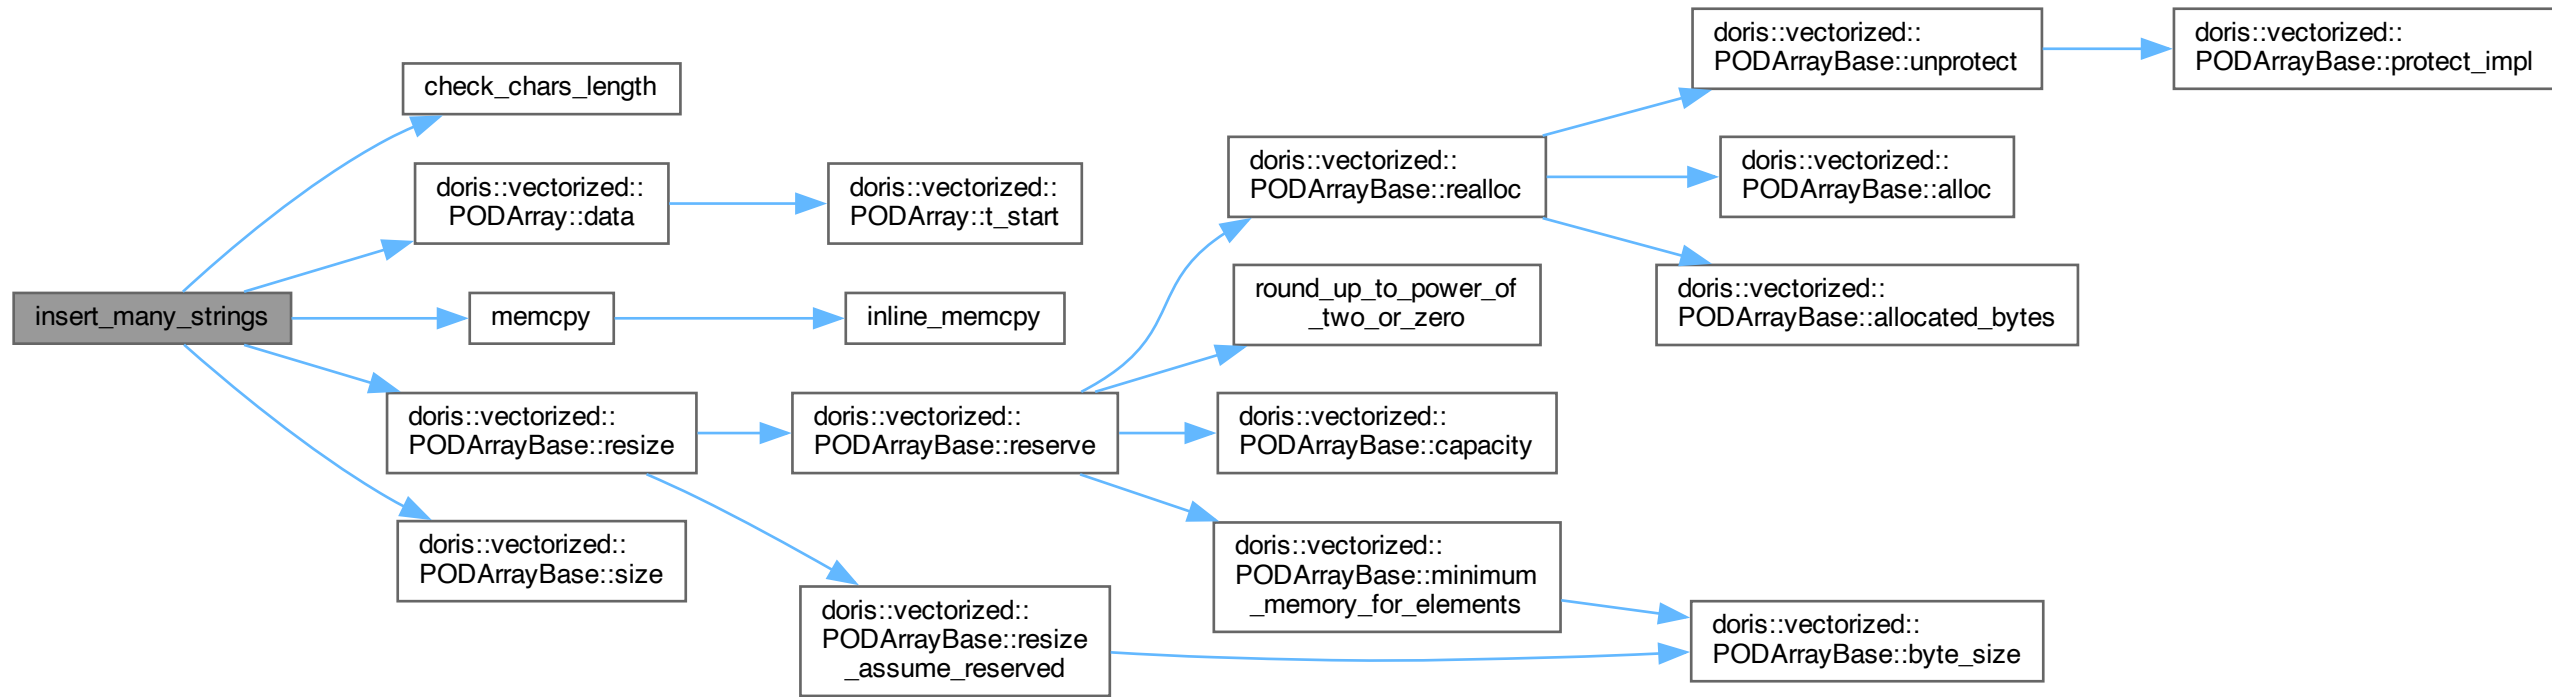 insert_many_strings
check_chars_length
doris::vectorized::
PODArray::data
doris::vectorized::
PODArray::t_start
memcpy
inline_memcpy
doris::vectorized::
PODArrayBase::resize
doris::vectorized::
PODArrayBase::reserve
doris::vectorized::
PODArrayBase::realloc
doris::vectorized::
PODArrayBase::unprotect
doris::vectorized::
PODArrayBase::protect_impl
doris::vectorized::
PODArrayBase::alloc
doris::vectorized::
PODArrayBase::allocated_bytes
round_up_to_power_of
_two_or_zero
doris::vectorized::
PODArrayBase::capacity
doris::vectorized::
PODArrayBase::minimum
_memory_for_elements
doris::vectorized::
PODArrayBase::byte_size
doris::vectorized::
PODArrayBase::resize
_assume_reserved
doris::vectorized::
PODArrayBase::size